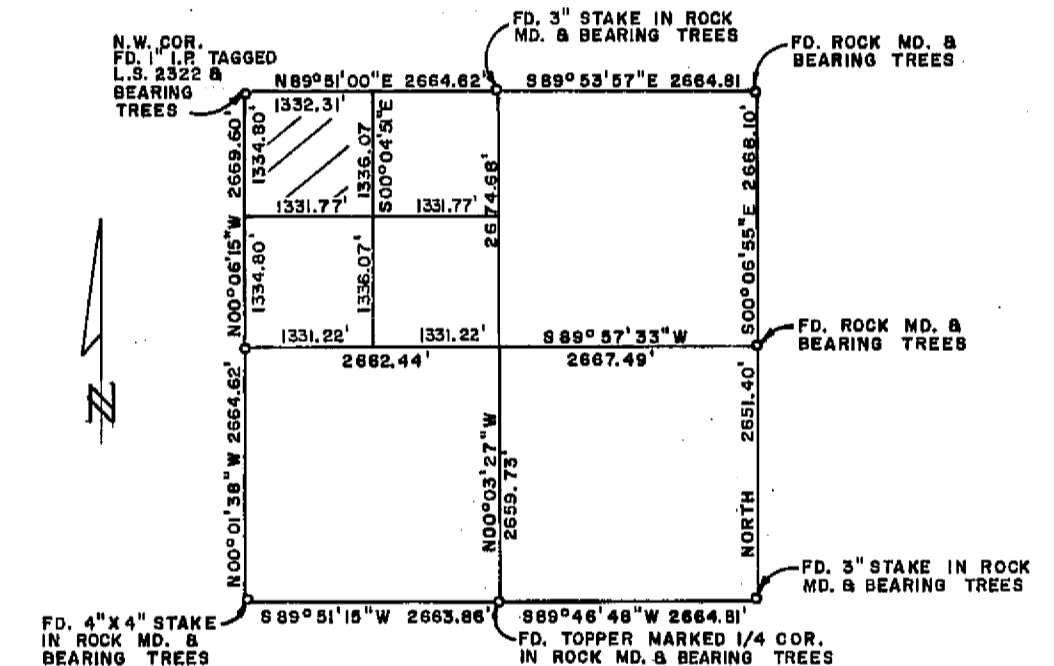 FD. 3" STAKE IN ROCK
MD. & BEARING TREES
N.W. COR.
FD. 1" I.P. TAGGED
L.S. 2322 &
BEARING
TREES
FD. ROCK MD. &
BEARING TREES
N89°51'00"E 2664.62'
S89°53'57"E 2664.81
1332.31'
N00°06'15"W 2669.60'
1334.80'
1336.07
S00°04'51"E
2674.68'
S00°06'55"E 2668.10'
1331.77'
1331.77'
1334.80'
1336.07'
1331.22'
1331.22'
S89°57'33"W
2662.44'
2667.49'
FD. ROCK MD. &
BEARING TREES
N
N00°01'38"W 2664.62'
N00°03'27"W
2659.73'
NORTH 2651.40'
FD. 3" STAKE IN ROCK
MD. & BEARING TREES
S89°51'15"W 2663.86'
S89°46'48"W 2664.81'
FD. 4"X4" STAKE
IN ROCK MD. &
BEARING TREES
FD. TOPPER MARKED 1/4 COR.
IN ROCK MD. & BEARING TREES